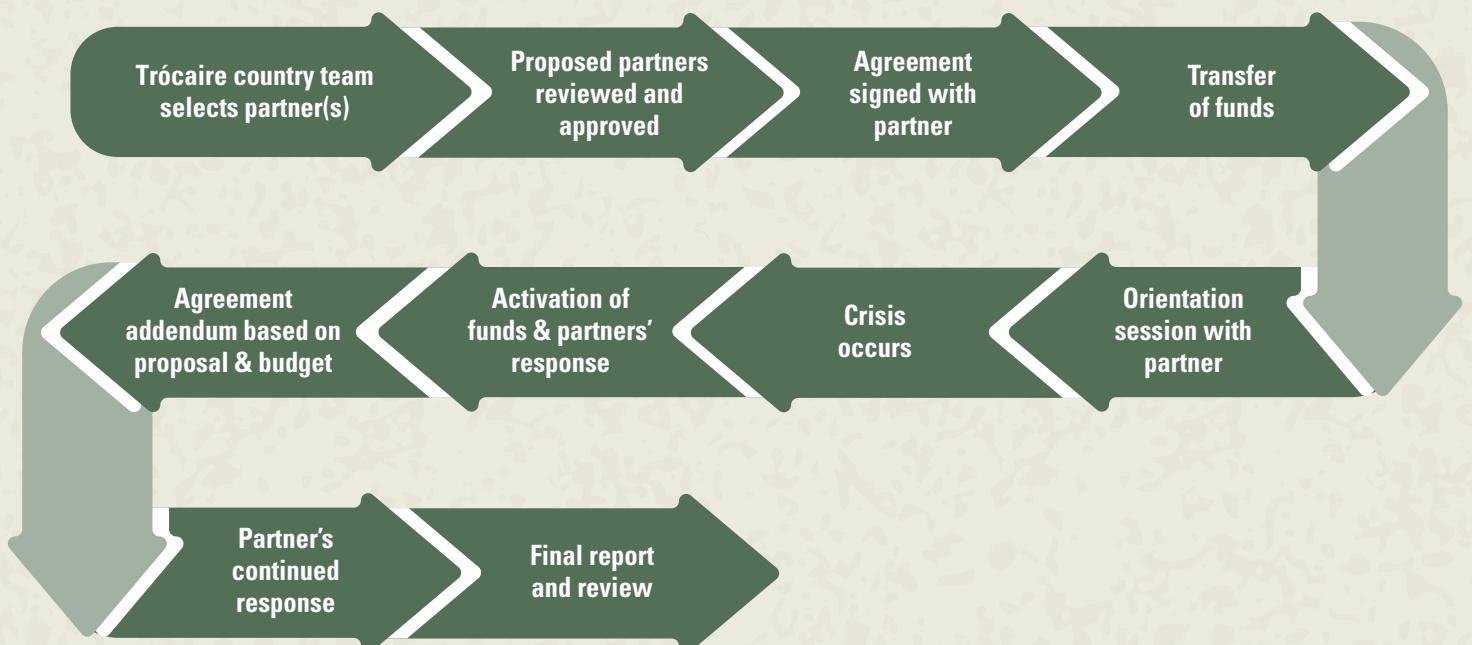 Trócaire country team
selects partner(s)
Proposed partners
reviewed and
approved
Agreement
signed with
partner
Transfer
of funds
Orientation
session with
partner
Crisis
occurs
Activation of
funds & partners’
response
Agreement
addendum based on
proposal & budget
Partner’s
continued
response
Final report
and review